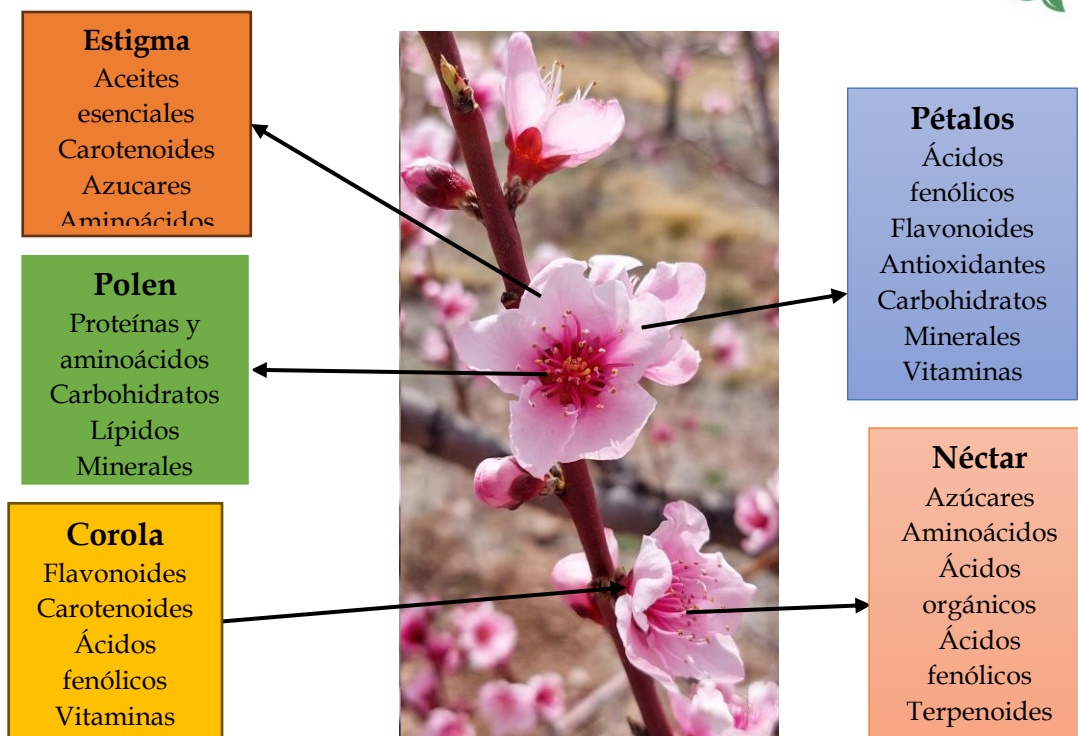 Estigma
Aceites
esenciales
Carotenoides
Azucares
Aminoácidos
Polen
Proteínas y
aminoácidos
Carbohidratos
Lípidos
Minerales
Corola
Flavonoides
Carotenoides
Ácidos
fenólicos
Vitaminas
Pétalos
Ácidos
fenólicos
Flavonoides
Antioxidantes
Carbohidratos
Minerales
Vitaminas
Néctar
Azúcares
Aminoácidos
Ácidos
orgánicos
Ácidos
fenólicos
Terpenoides